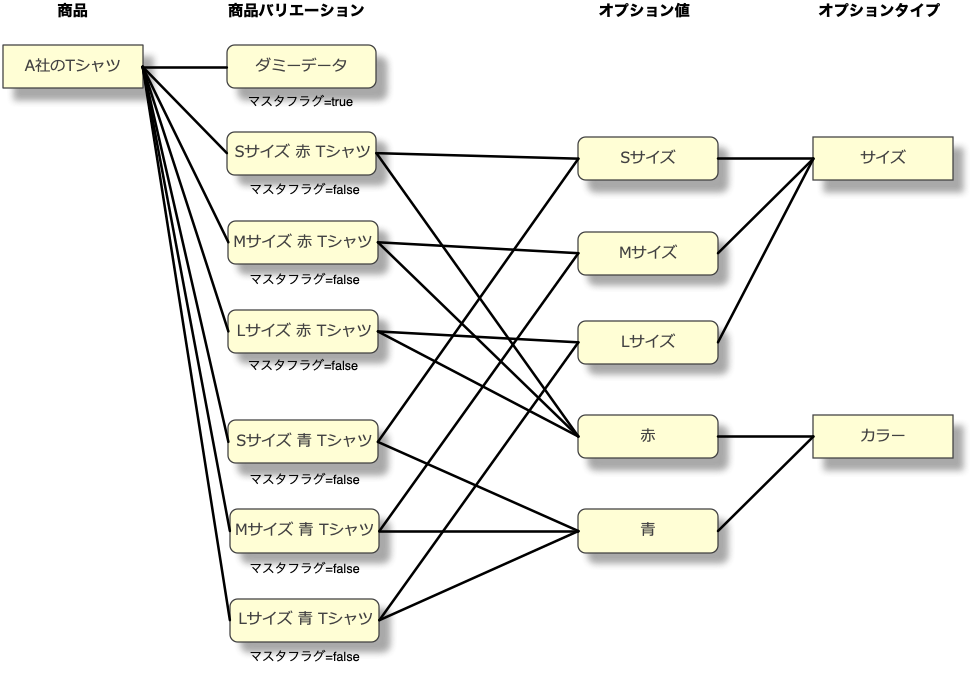 商品
商品バリエーション
オプション値
オプションタイプ
A社のTシャツ
ダミーデータ
マスタフラグ=true
Sサイズ 赤 Tシャツ
マスタフラグ=false
Sサイズ
サイズ
Mサイズ 赤 Tシャツ
マスタフラグ=false
Mサイズ
Lサイズ 赤 Tシャツ
マスタフラグ=false
Lサイズ
Sサイズ 青 Tシャツ
マスタフラグ=false
赤
カラー
Mサイズ 青 Tシャツ
マスタフラグ=false
青
Lサイズ 青 Tシャツ
マスタフラグ=false